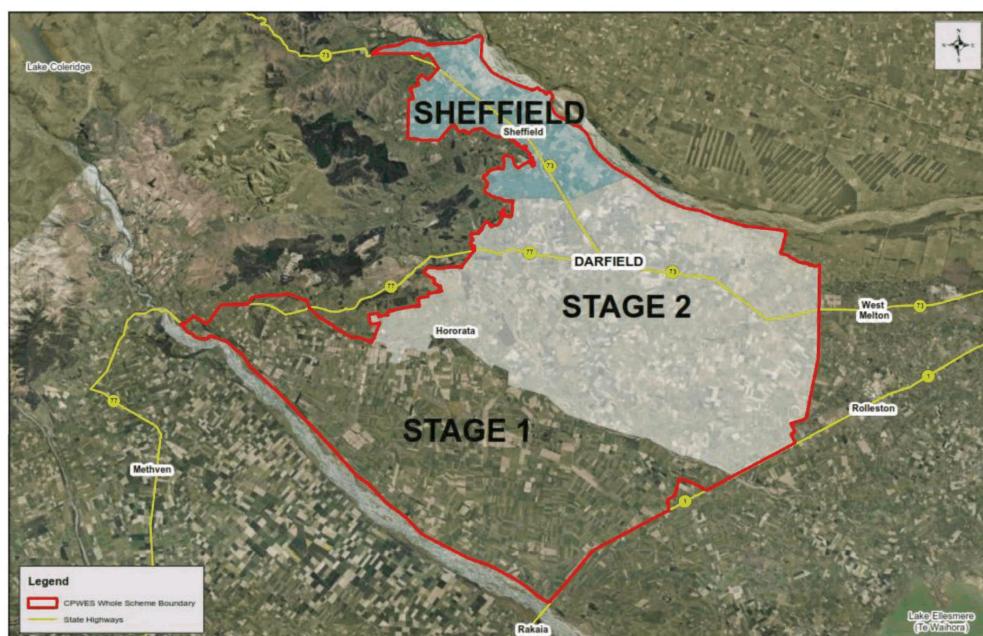 Lake Coleridge
73
SHEFFIELD
Sheffield
73
77
DARFIELD
73
77
STAGE 2
West
Melton
73
Hororata
1
Rolleston
77
STAGE 1
Methven
1
Legend
CPWES Whole Scheme Boundary
State Highways
Rakaia
Lake Ellesmere
(Te Waihora)